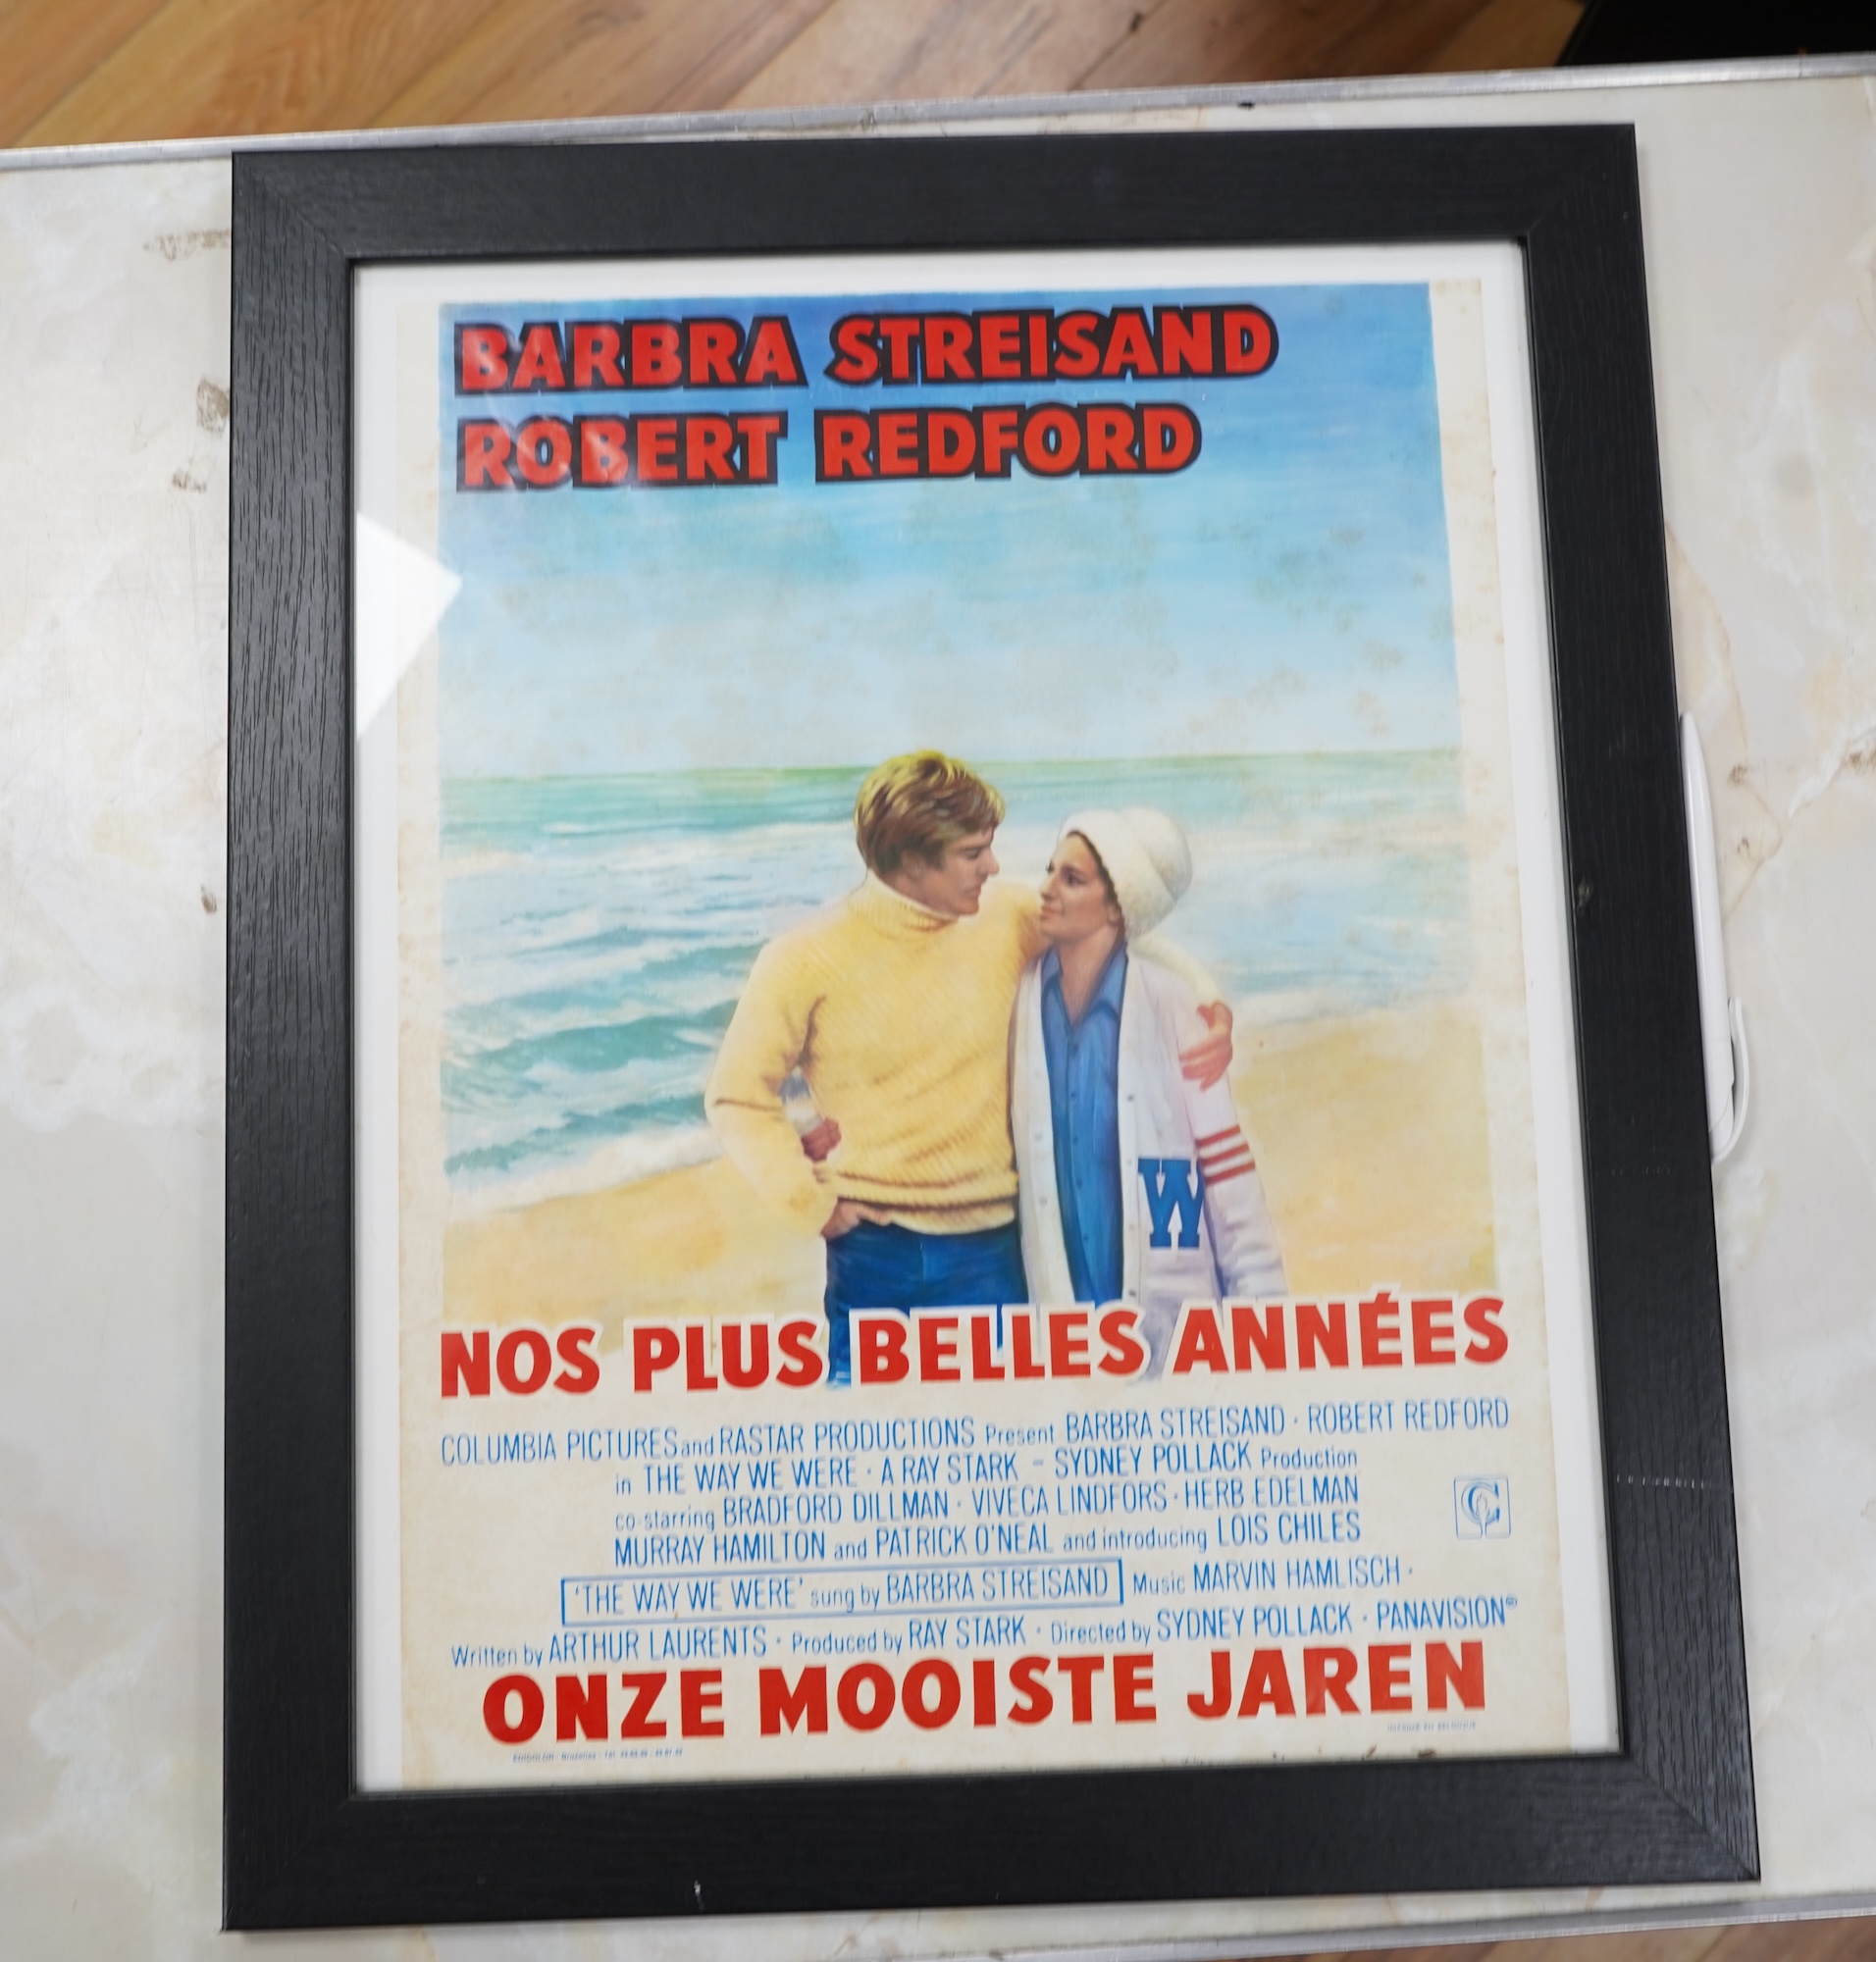 BARBRA STREISAND
ROBERT REDFORD
W
NOS PLUS BELLES ANNÉES
COLUMBIA PICTURES and RASTAR PRODUCTIONS Present BARBRA STREISAND · ROBERT REDFORD
in THE WAY WE WERE · A RAY STARK - SYDNEY POLLACK Production
co-starring BRADFORD DILLMAN · VIVECA LINDFORS · HERB EDELMAN
MURRAY HAMILTON and PATRICK O'NEAL and introducing LOIS CHILES
'THE WAY WE WERE' sung by BARBRA STREISAND Music MARVIN HAMLISCH ·
Written by ARTHUR LAURENTS · Produced by RAY STARK · Directed by SYDNEY POLLACK · PANAVISION®
ONZE MOOISTE JAREN
IMPRIMÉ EN BELGIQUE